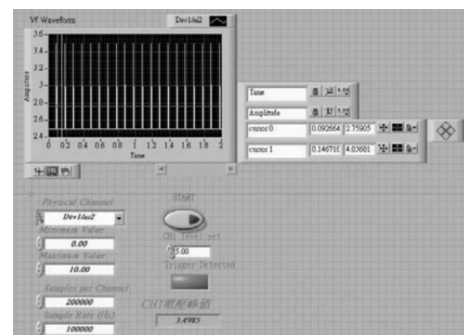 Vf Waveform
Dev1/ai2
3.6
3.4
3.2
3
2.8
2.6
2.4
Amplitude
0 0.2 0.4 0.6 0.8 1 1.2 1.4 1.6 1.8 2
Time
Time
Amplitude
cursor 0 0.092664 2.75905
cursor 1 0.146716 4.03681
Physical Channel
Dev1/ai2
Minimum Value
0.00
Maximum Value
10.00
Samples per Channel
200000
Sample Rate (Hz)
100000
START
CH1 level:set
5.00
Trigger Detected
3.4985